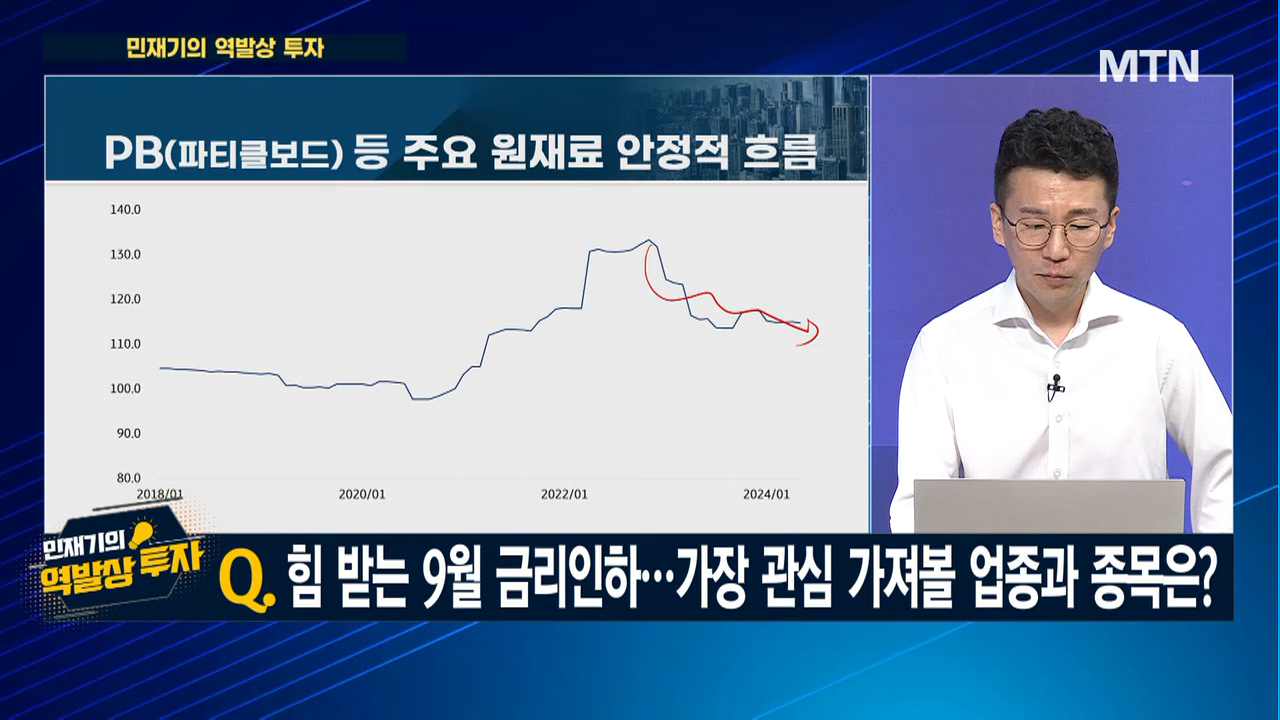 민재기의 역발상 투자
MTN
PB(파티클보드) 등 주요 원재료 안정적 흐름
140.0
130.0
120.0
110.0
100.0
90.0
80.0
2018/01 2020/01 2022/01 2024/01
민재기의
역발상 투자
Q. 힘 받는 9월 금리인하…가장 관심 가져볼 업종과 종목은?